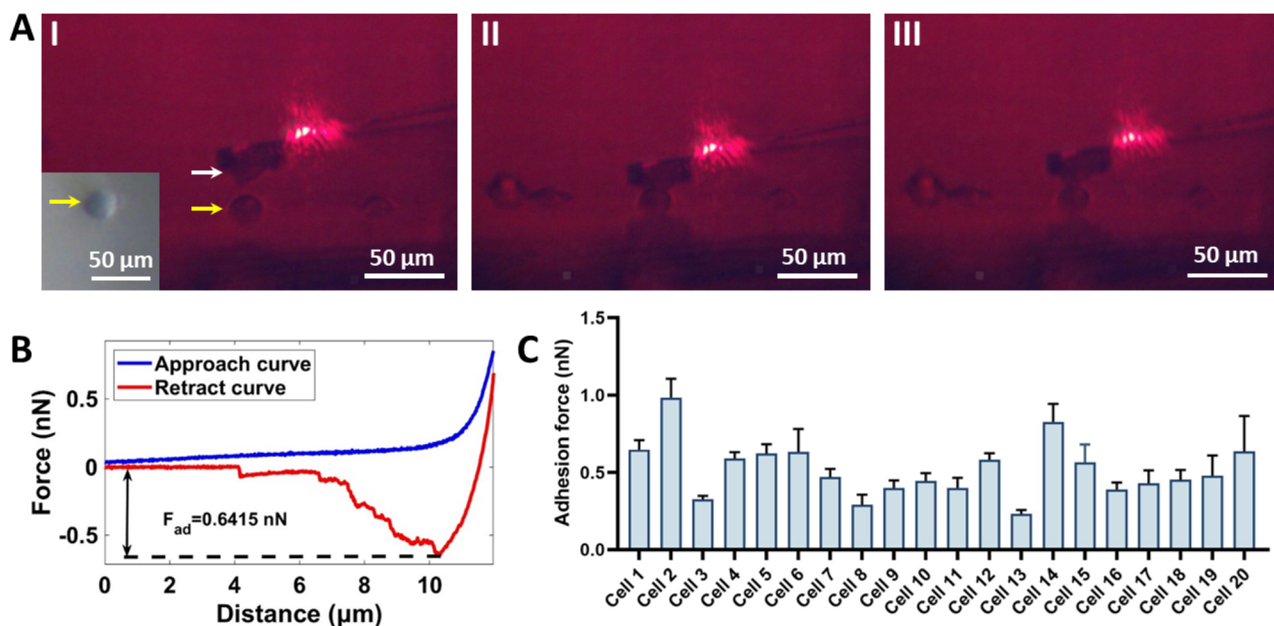 A
I
II
III
50 μm
50 μm
50 μm
50 μm
B
Approach curve
Retract curve
Force (nN)
0.5
0
-0.5
F_ad=0.6415 nN
0 2 4 6 8 10
Distance (μm)
C
Adhesion force (nN)
1.5
1.0
0.5
0.0
Cell 1
Cell 2
Cell 3
Cell 4
Cell 5
Cell 6
Cell 7
Cell 8
Cell 9
Cell 10
Cell 11
Cell 12
Cell 13
Cell 14
Cell 15
Cell 16
Cell 17
Cell 18
Cell 19
Cell 20